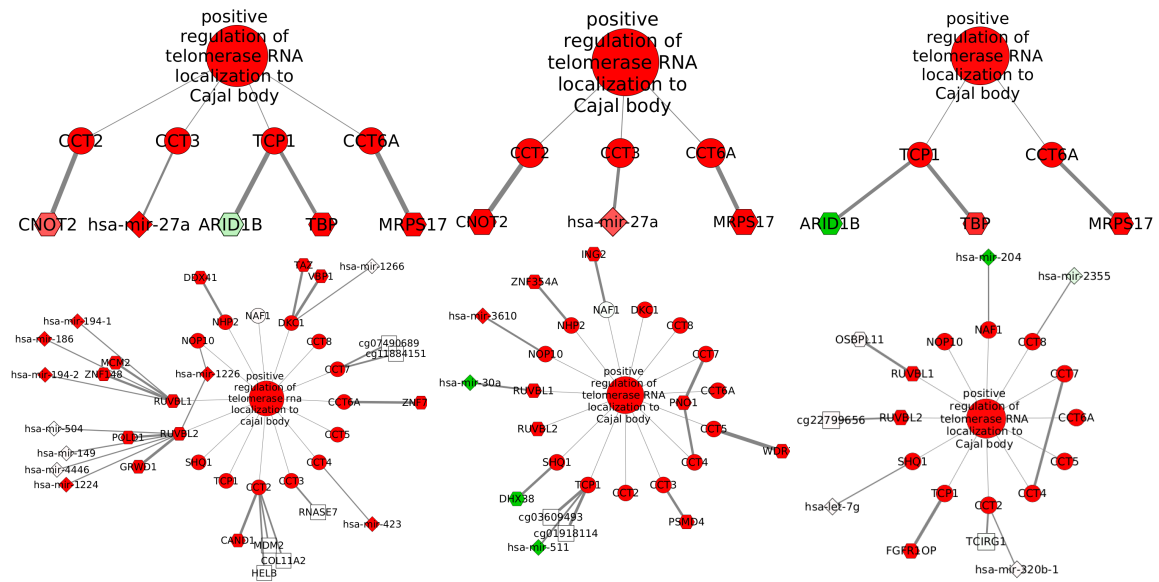 positive
regulation of
telomerase RNA
localization to
Cajal body
CCT2
CCT3
TCP1
CCT6A
CNOT2
hsa-mir-27a
ARID1B
TBP
MRPS17
positive
regulation of
telomerase RNA
localization to
Cajal body
CCT2
CCT3
CCT6A
CNOT2
hsa-mir-27a
MRPS17
positive
regulation of
telomerase RNA
localization to
Cajal body
TCP1
CCT6A
ARID1B
TBP
MRPS17
TAZ
VBP1
hsa-mir-1266
DDX41
NAF1
NHP2
DKC1
hsa-mir-194-1
hsa-mir-186
NOP10
CCT8
cg07490689
cg11884151
MCM2
ZNF148
hsa-mir-194-2
hsa-mir-1226
CCT7
positive
regulation of
telomerase rna
localization to
cajal body
RUVBL1
CCT6A
hsa-mir-504
POLD1
RUVBL2
CCT5
hsa-mir-149
hsa-mir-4446
GRWD1
SHQ1
CCT4
hsa-mir-1224
TCP1
CCT2
CCT3
RNASE7
hsa-mir-423
CAND1
MDM2
COL11A2
HELB
ING2
ZNF354A
NAF1
DKC1
hsa-mir-3610
NHP2
CCT8
NOP10
CCT7
positive
regulation of
telomerase RNA
localization to
Cajal body
hsa-mir-30a
RUVBL1
CCT6A
PNO1
RUVBL2
CCT5
SHQ1
CCT4
DHX38
TCP1
CCT2
CCT3
cg03609493
cg01918114
PSMD4
hsa-mir-511
hsa-mir-204
hsa-mir-2355
NAF1
OSBPL11
NOP10
CCT8
RUVBL1
CCT7
positive
regulation of
telomerase RNA
localization to
Cajal body
cg22799656
RUVBL2
CCT6A
SHQ1
CCT5
TCP1
CCT4
hsa-let-7g
CCT2
TCIRG1
FGFR1OP
hsa-mir-320b-1